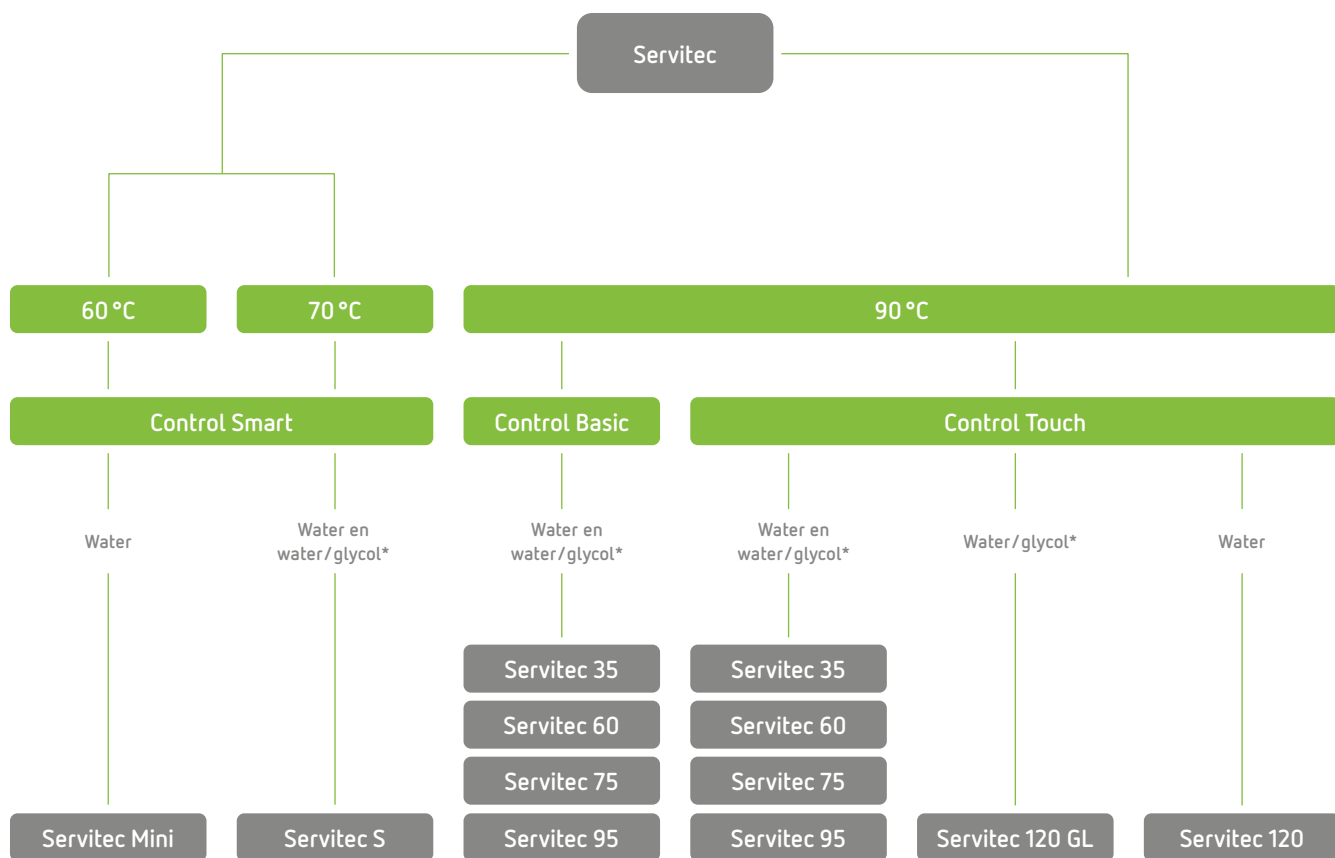 Servitec
60 °C
70 °C
90 °C
Control Smart
Control Basic
Control Touch
Water
Water en
water/glycol*
Water en
water/glycol*
Water en
water/glycol*
Water/glycol*
Water
Servitec 35
Servitec 35
Servitec 60
Servitec 60
Servitec 75
Servitec 75
Servitec Mini
Servitec S
Servitec 95
Servitec 95
Servitec 120 GL
Servitec 120